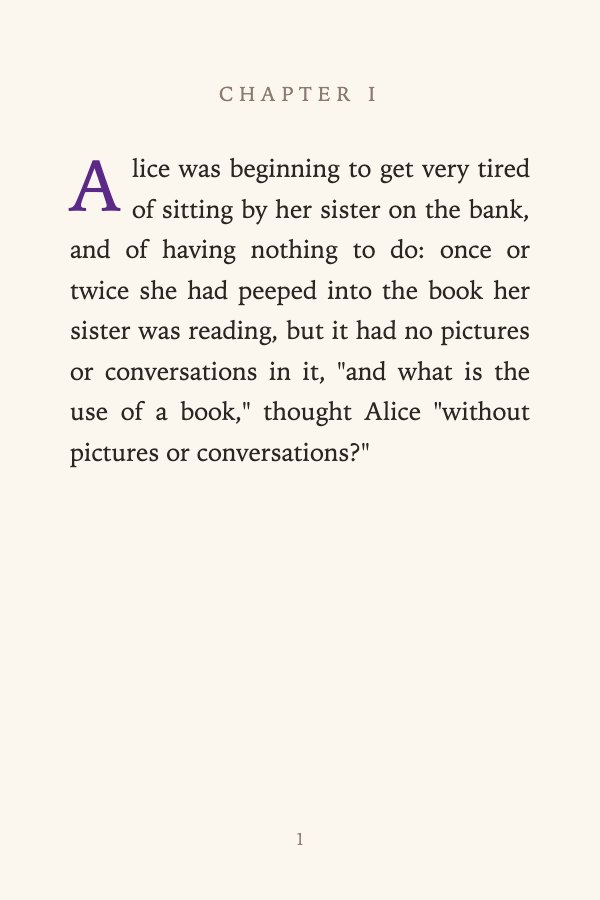 CHAPTER I
Alice was beginning to get very tired
of sitting by her sister on the bank,
and of having nothing to do: once or
twice she had peeped into the book her
sister was reading, but it had no pictures
or conversations in it, "and what is the
use of a book," thought Alice "without
pictures or conversations?"
1